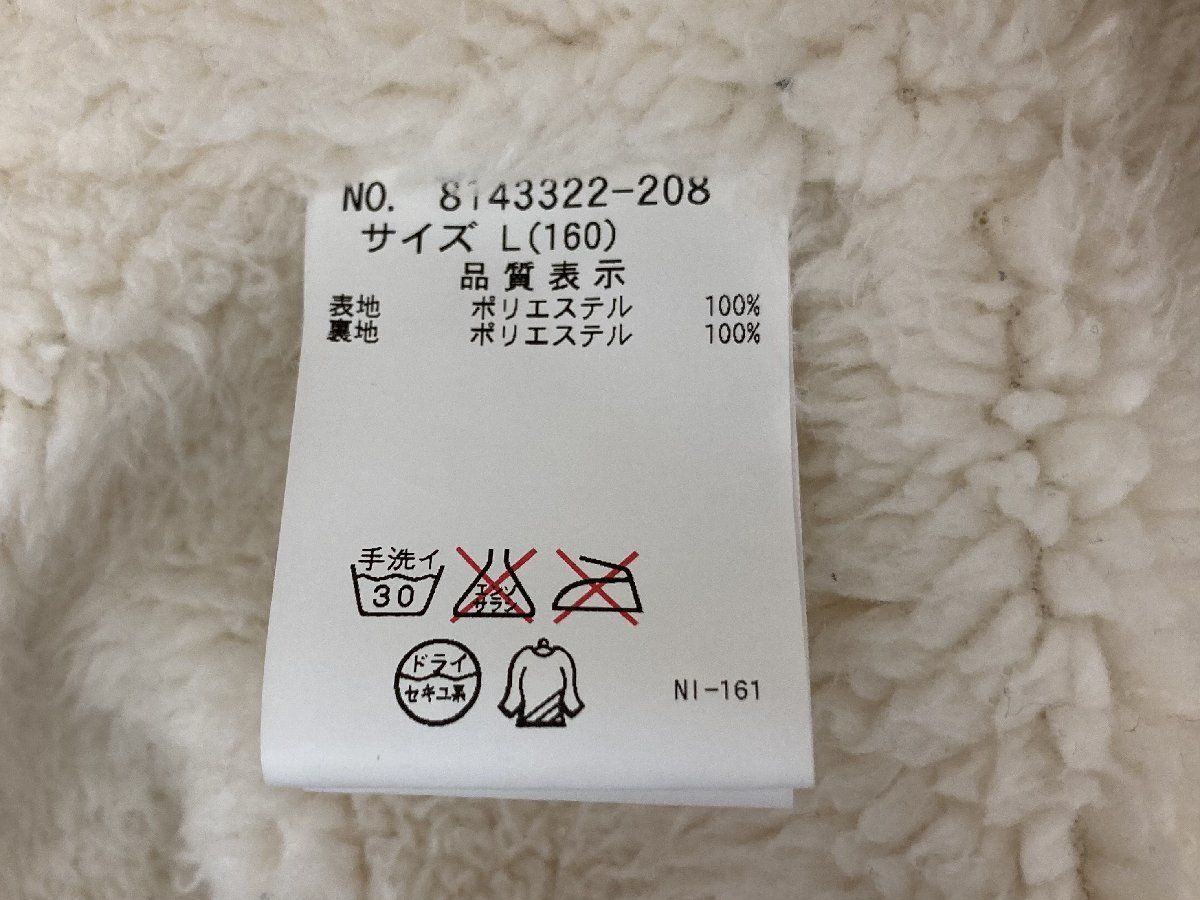 NO. 8143322-208
サイズ L(160)
品質表示
表地 ポリエステル 100%
裏地 ポリエステル 100%
手洗イ
30
エンソ
サラシ
ドライ
セキユ系
NI-161